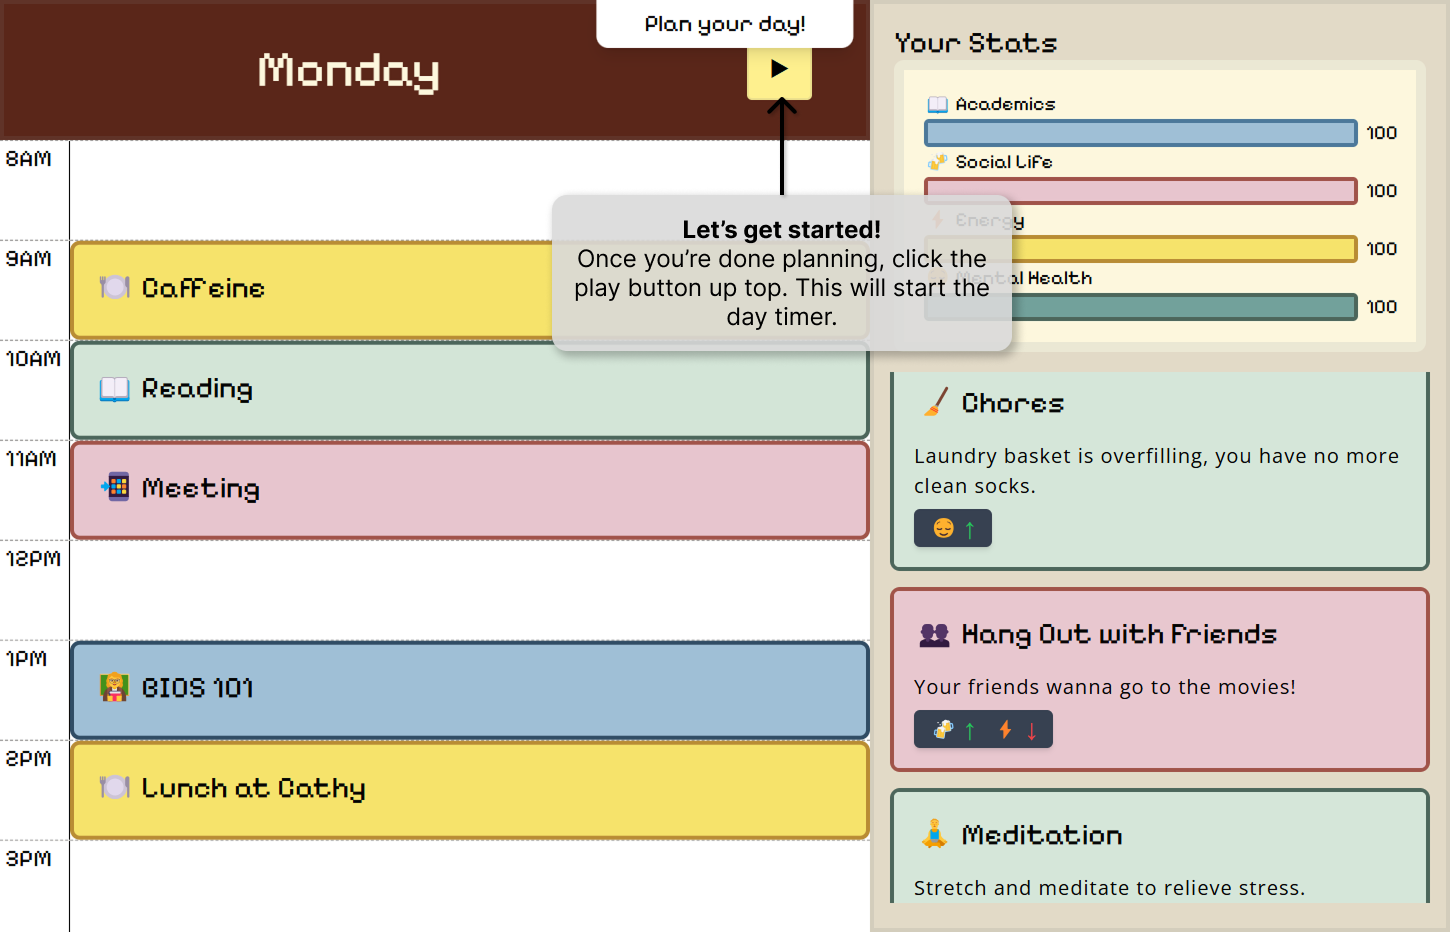 Plan your day!
Monday
8AM
9AM
Caffeine
10AM
Reading
11AM
Meeting
12PM
1PM
BIOS 101
2PM
Lunch at Cathy
3PM
Let's get started!
Once you're done planning, click the
play button up top. This will start the
day timer.
Your Stats
Academics
100
Social Life
100
Energy
100
Mental Health
100
Chores
Laundry basket is overfilling, you have no more
clean socks.
Hang Out with Friends
Your friends wanna go to the movies!
Meditation
Stretch and meditate to relieve stress.